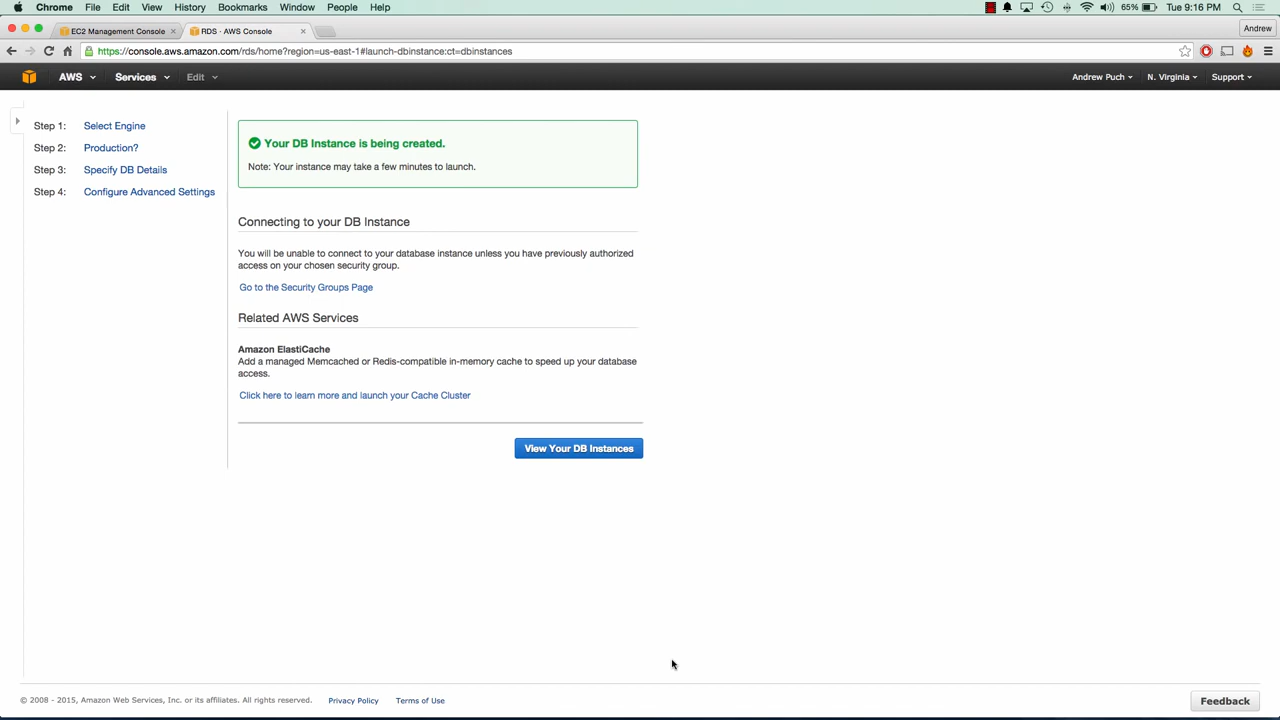 Chrome File Edit View History Bookmarks Window People Help 65% Tue 9:16 PM
EC2 Management Console RDS · AWS Console Andrew
https://console.aws.amazon.com/rds/home?region=us-east-1#launch-dbinstance:ct=dbinstances
AWS Services Edit Andrew Puch N. Virginia Support
Step 1: Select Engine
Step 2: Production?
Step 3: Specify DB Details
Step 4: Configure Advanced Settings
Your DB Instance is being created.
Note: Your instance may take a few minutes to launch.
Connecting to your DB Instance
You will be unable to connect to your database instance unless you have previously authorized
access on your chosen security group.
Go to the Security Groups Page
Related AWS Services
Amazon ElastiCache
Add a managed Memcached or Redis-compatible in-memory cache to speed up your database
access.
Click here to learn more and launch your Cache Cluster
View Your DB Instances
© 2008 - 2015, Amazon Web Services, Inc. or its affiliates. All rights reserved. Privacy Policy Terms of Use Feedback